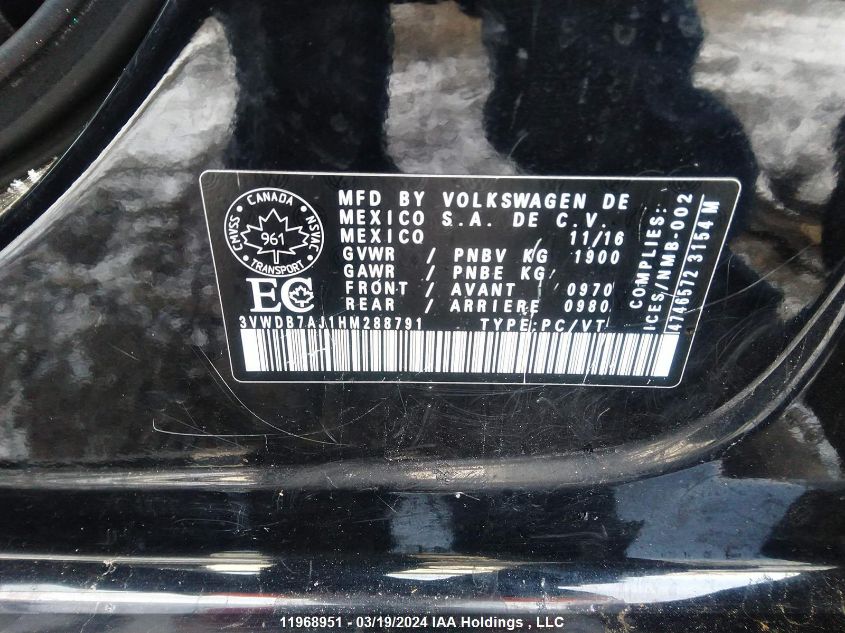 CANADA
CMVSS
NSVAC
961
TRANSPORT
EC
MFD BY VOLKSWAGEN DE
MEXICO S.A. DE C.V.
MEXICO 11/16
GVWR / PNBV KG 1900
GAWR / PNBE KG
FRONT / AVANT 0970
REAR / ARRIERE 0980
3VWDB7AJ1HM288791 TYPE:PC/VT
COMPLIES:
ICES/NMB-002
4746572 3154 M
11968951 - 03/19/2024 IAA Holdings , LLC